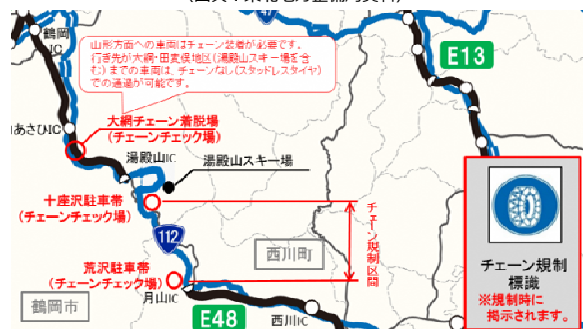 鶴岡IC
山形方面への車両はチェーン装着が必要です。
行き先が大網・田麦俣地区(湯殿山スキー場を含
む)までの車両は、チェーンなし(スタッドレスタイヤ)
での通過が可能です。
E13
大網チェーン着脱場
(チェーンチェック場)
あさひIC
湯殿山IC
湯殿山スキー場
十座沢駐車帯
(チェーンチェック場)
チェーン規制区間
112
西川町
荒沢駐車帯
(チェーンチェック場)
月山IC
鶴岡市
E48
西川IC
チェーン規制
標識
※規制時に
掲示されます。